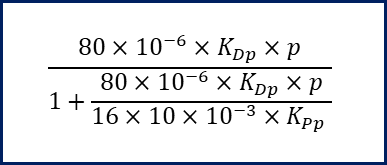 80 × 10⁻⁶ × K_Dp × p
1 + 80 × 10⁻⁶ × K_Dp × p
16 × 10 × 10⁻³ × K_Pp